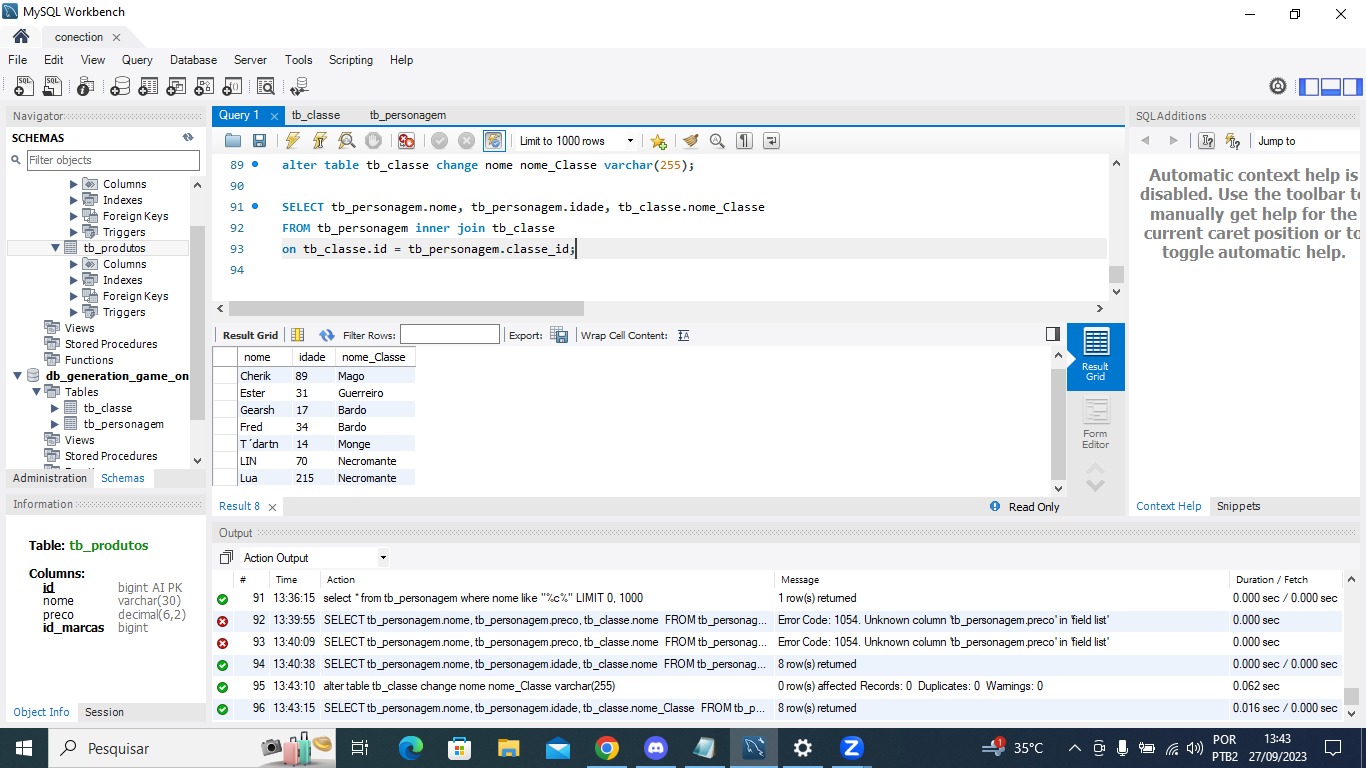 MySQL Workbench
conection
File Edit View Query Database Server Tools Scripting Help
Navigator
SCHEMAS
Filter objects
Columns
Indexes
Foreign Keys
Triggers
tb_produtos
Columns
Indexes
Foreign Keys
Triggers
Views
Stored Procedures
Functions
db_generation_game_on
Tables
tb_classe
tb_personagem
Views
Stored Procedures
Administration Schemas
Information
Table: tb_produtos
Columns:
id bigint AI PK
nome varchar(30)
preco decimal(6,2)
id_marcas bigint
Object Info Session
Query 1 tb_classe tb_personagem
Limit to 1000 rows
89 alter table tb_classe change nome nome_Classe varchar(255);
90
91 SELECT tb_personagem.nome, tb_personagem.idade, tb_classe.nome_Classe
92 FROM tb_personagem inner join tb_classe
93 on tb_classe.id = tb_personagem.classe_id;
94
Result Grid Filter Rows: Export: Wrap Cell Content:
nome idade nome_Classe
Cherik 89 Mago
Ester 31 Guerreiro
Gearsh 17 Bardo
Fred 34 Bardo
T´dartn 14 Monge
LIN 70 Necromante
Lua 215 Necromante
Result Grid
Form Editor
Result 8 Read Only
SQLAdditions
Jump to
Automatic context help is
disabled. Use the toolbar to
manually get help for the
current caret position or to
toggle automatic help.
Context Help Snippets
Output
Action Output
# Time Action Message Duration / Fetch
91 13:36:15 select * from tb_personagem where nome like "%c%" LIMIT 0, 1000 1 row(s) returned 0.000 sec / 0.000 sec
92 13:39:55 SELECT tb_personagem.nome, tb_personagem.preco, tb_classe.nome FROM tb_personag... Error Code: 1054. Unknown column 'tb_personagem.preco' in 'field list' 0.000 sec
93 13:40:09 SELECT tb_personagem.nome, tb_personagem.preco, tb_classe.nome FROM tb_personag... Error Code: 1054. Unknown column 'tb_personagem.preco' in 'field list' 0.000 sec
94 13:40:38 SELECT tb_personagem.nome, tb_personagem.idade, tb_classe.nome FROM tb_personag... 8 row(s) returned 0.000 sec / 0.000 sec
95 13:43:10 alter table tb_classe change nome nome_Classe varchar(255) 0 row(s) affected Records: 0 Duplicates: 0 Warnings: 0 0.062 sec
96 13:43:15 SELECT tb_personagem.nome, tb_personagem.idade, tb_classe.nome_Classe FROM tb_p... 8 row(s) returned 0.016 sec / 0.000 sec
Pesquisar
1
35°C
POR
PTB2
13:43
27/09/2023